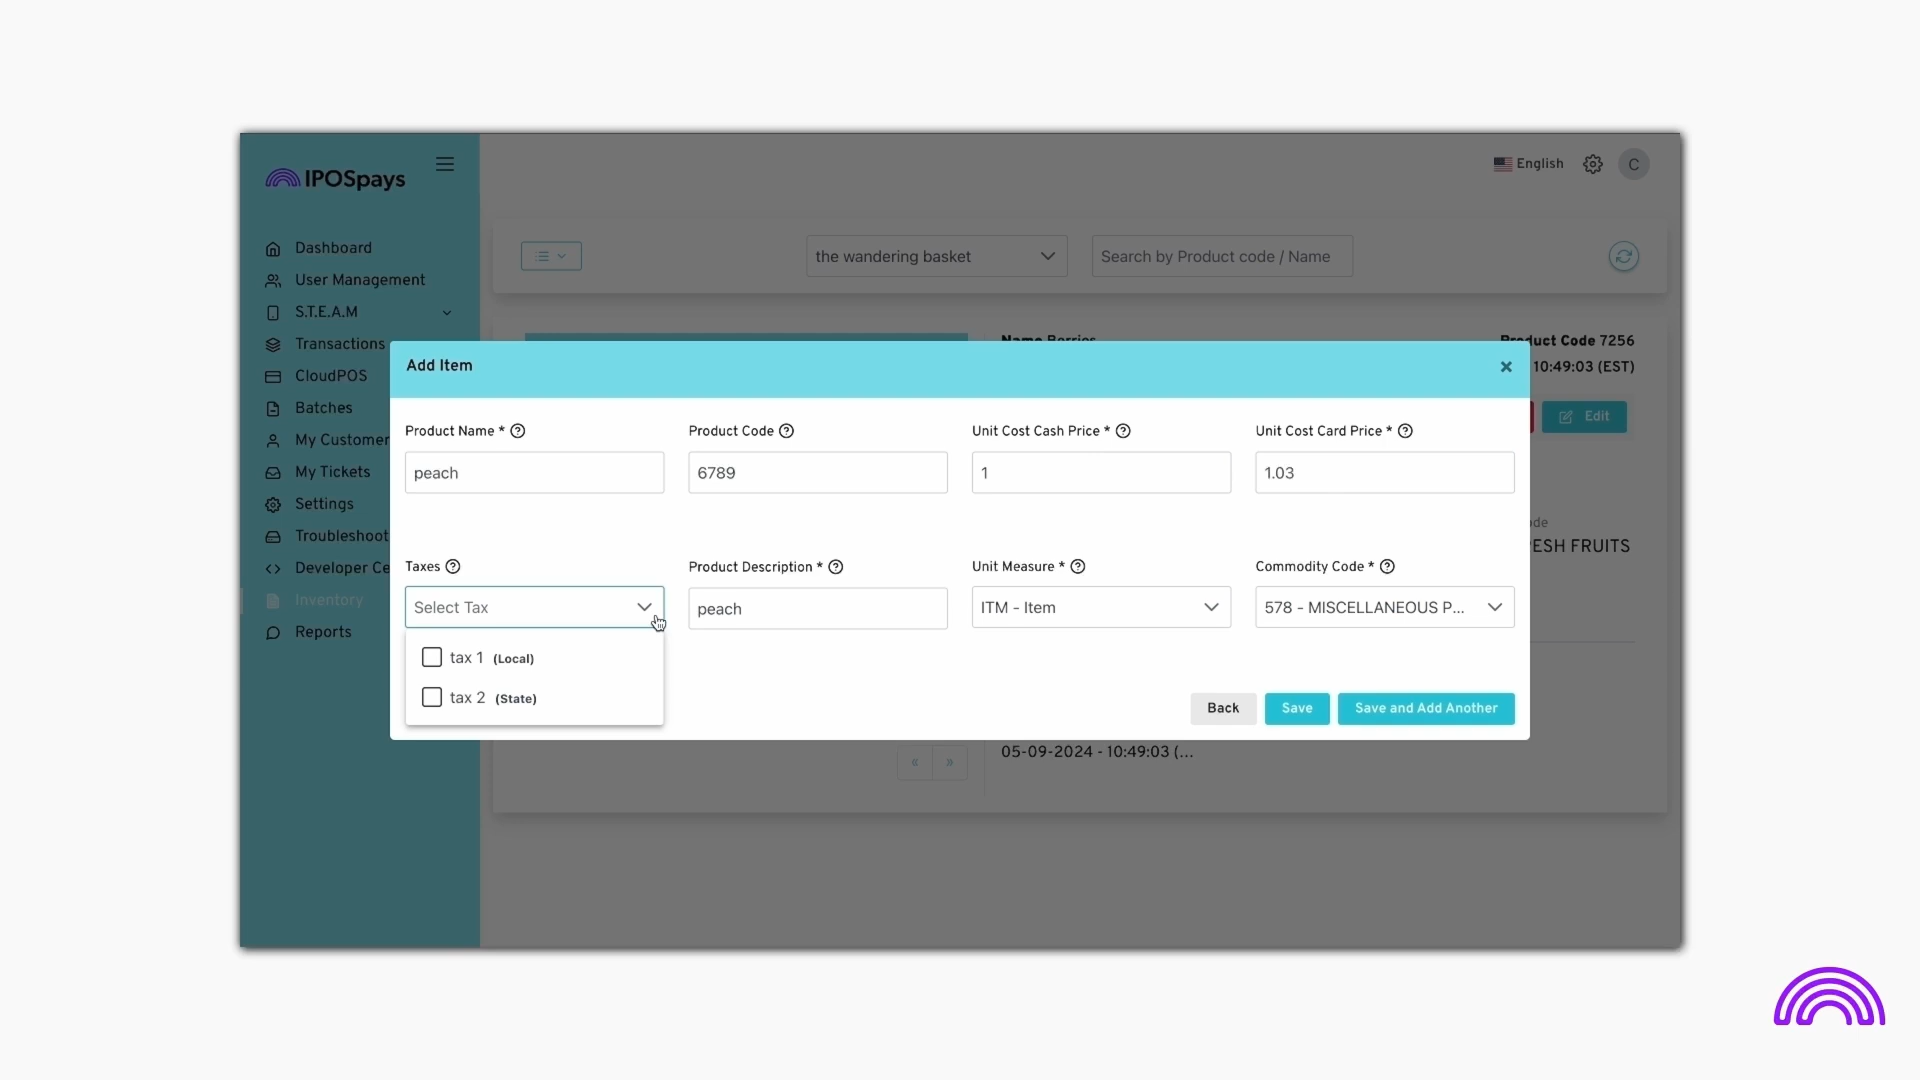 IPOSpays
English
C
Dashboard
User Management
S.T.E.A.M
Transactions
CloudPOS
Batches
My Customer
My Tickets
Settings
Troubleshoot
Developer Ce
Inventory
Reports
the wandering basket
Search by Product code / Name
Name Berries
Product Code 7256
10:49:03 (EST)
Edit
Add Item
Product Name *
Product Code
Unit Cost Cash Price *
Unit Cost Card Price *
peach
6789
1
1.03
Taxes
Product Description *
Unit Measure *
Commodity Code *
Select Tax
peach
ITM - Item
578 - MISCELLANEOUS P...
tax 1 (Local)
tax 2 (State)
Back
Save
Save and Add Another
ESH FRUITS
05-09-2024 - 10:49:03 (...
« »